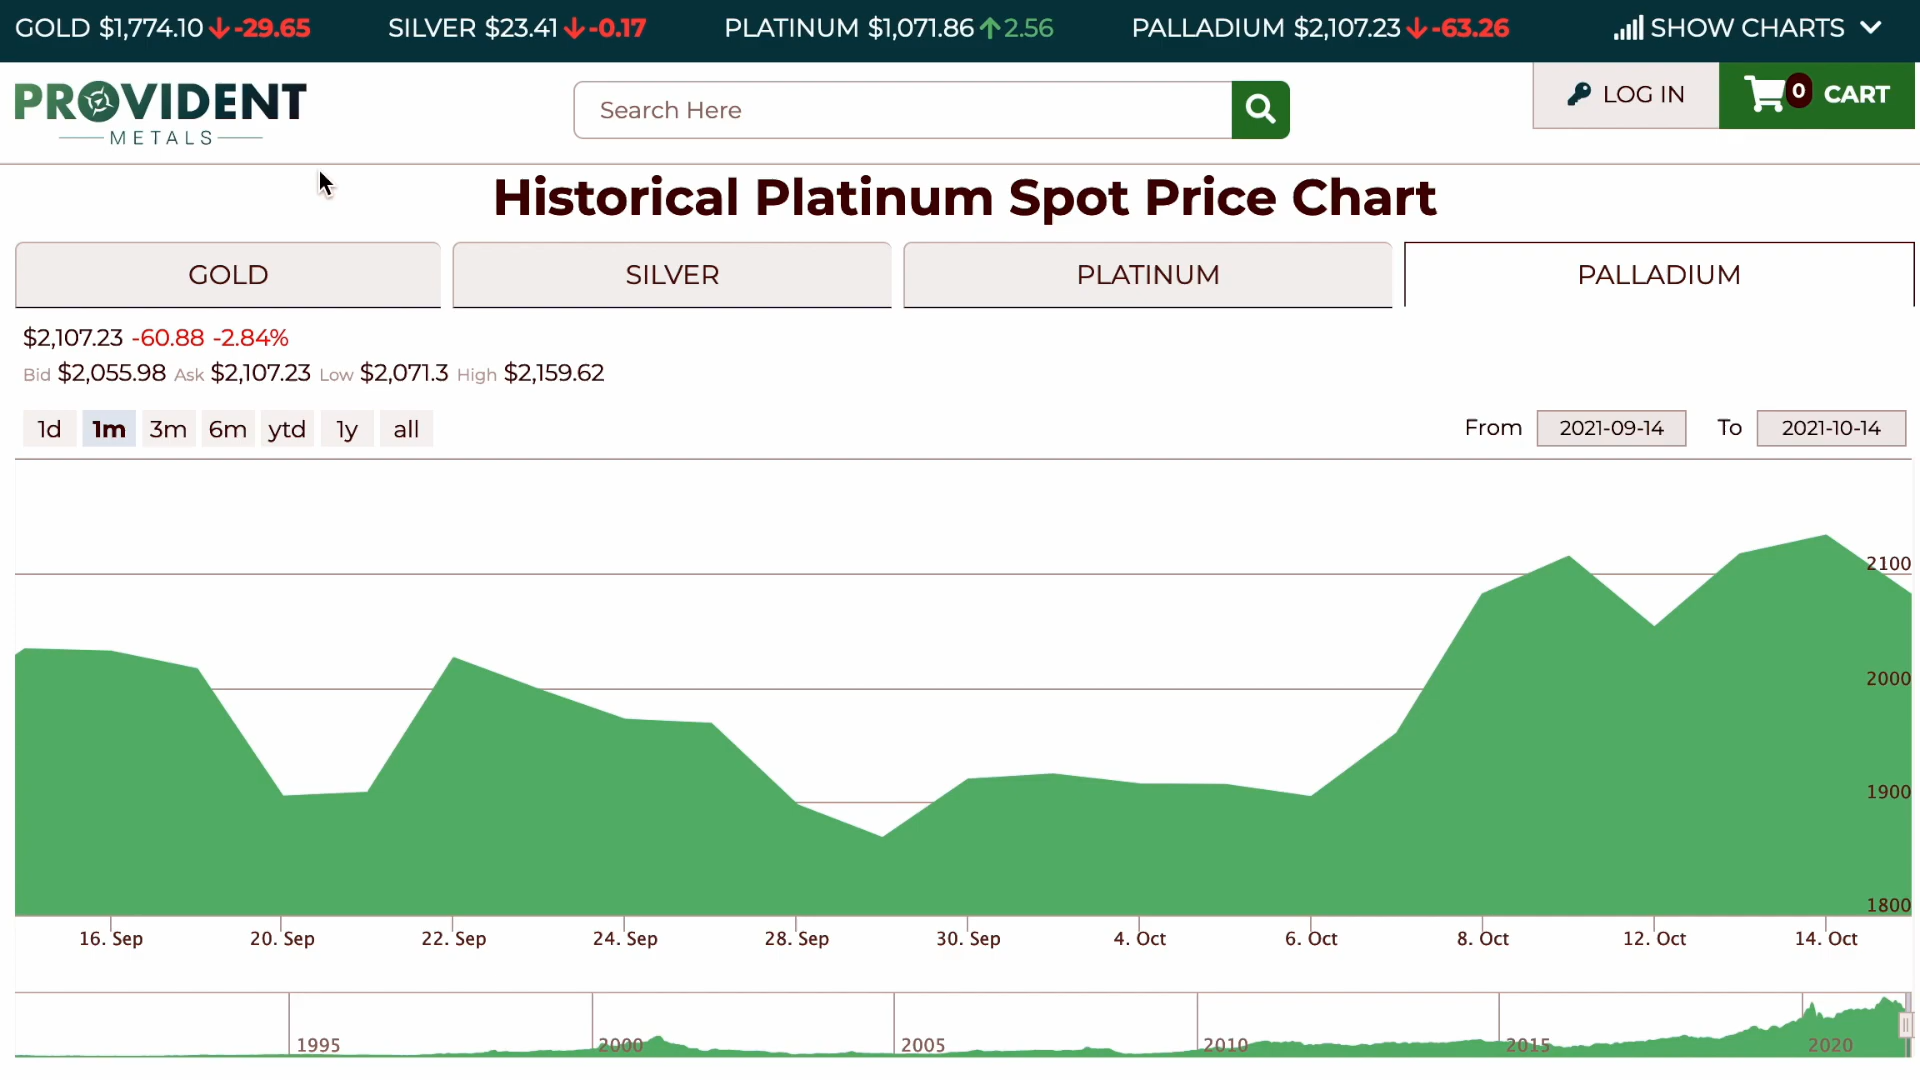 GOLD $1,774.10 -29.65 SILVER $23.41 -0.17 PLATINUM $1,071.86 2.56 PALLADIUM $2,107.23 -63.26 SHOW CHARTS
PROVIDENT
METALS
Search Here
LOG IN
0 CART
Historical Platinum Spot Price Chart
GOLD SILVER PLATINUM PALLADIUM
$2,107.23 -60.88 -2.84%
Bid $2,055.98 Ask $2,107.23 Low $2,071.3 High $2,159.62
1d 1m 3m 6m ytd 1y all From 2021-09-14 To 2021-10-14
2100
2000
1900
1800
16. Sep 20. Sep 22. Sep 24. Sep 28. Sep 30. Sep 4. Oct 6. Oct 8. Oct 12. Oct 14. Oct
1995 2000 2005 2010 2015 2020